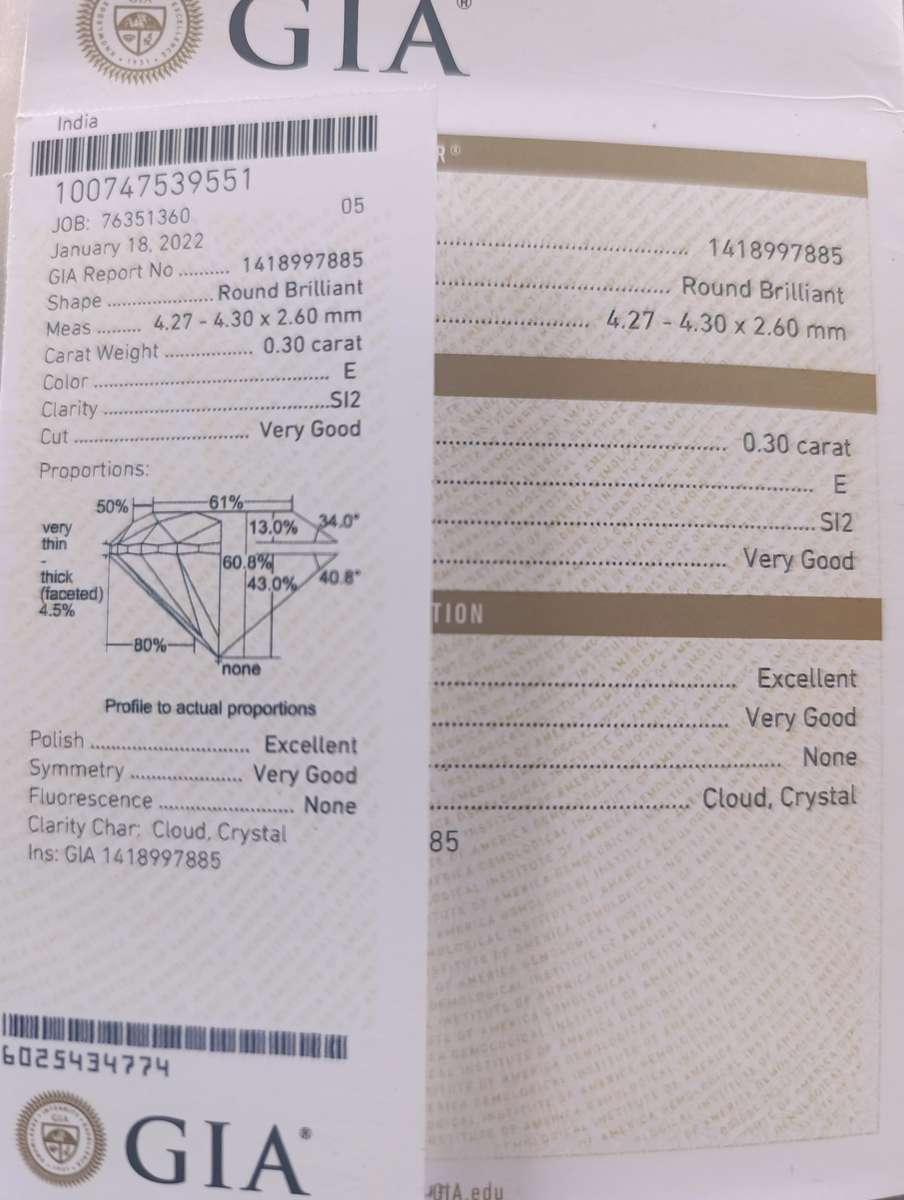 GIA®
India
100747539551
JOB: 76351360 05
January 18, 2022
GIA Report No .......... 1418997885
Shape ..................... Round Brilliant
Meas ......... 4.27 - 4.30 x 2.60 mm
Carat Weight .................. 0.30 carat
Color ................................................ E
Clarity .............................................. SI2
Cut ................................... Very Good
Proportions:
50% 61%
very
thin
-
thick
(faceted)
4.5%
13.0% 34.0°
60.8%
43.0% 40.8°
80%
none
Profile to actual proportions
Polish ................................ Excellent
Symmetry ...................... Very Good
Fluorescence ........................ None
Clarity Char: Cloud, Crystal
Ins: GIA 1418997885
6025434774
GIA®
R®
1418997885
Round Brilliant
4.27 - 4.30 x 2.60 mm
0.30 carat
E
SI2
Very Good
TION
Excellent
Very Good
None
Cloud, Crystal
85
GIA.edu